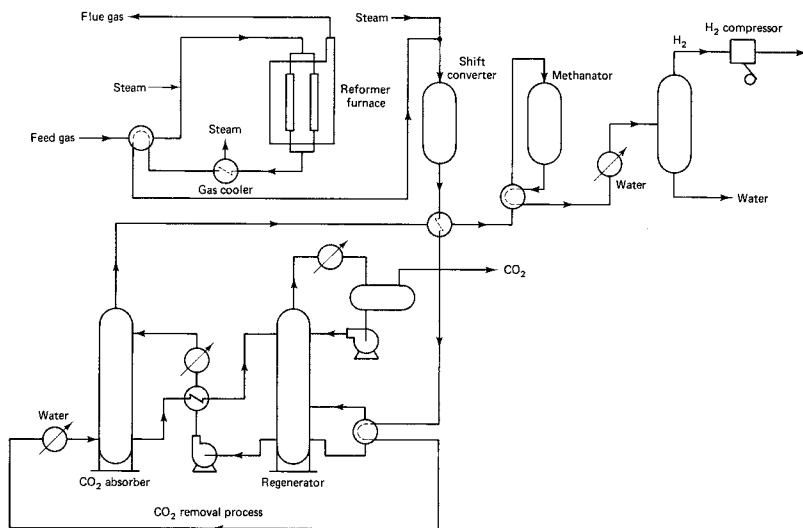 Flue gas
Steam
H₂ compressor
H₂
Shift
converter
Methanator
Reformer
furnace
Steam
Steam
Feed gas
Gas cooler
Water
Water
CO₂
Water
CO₂ absorber
Regenerator
CO₂ removal process